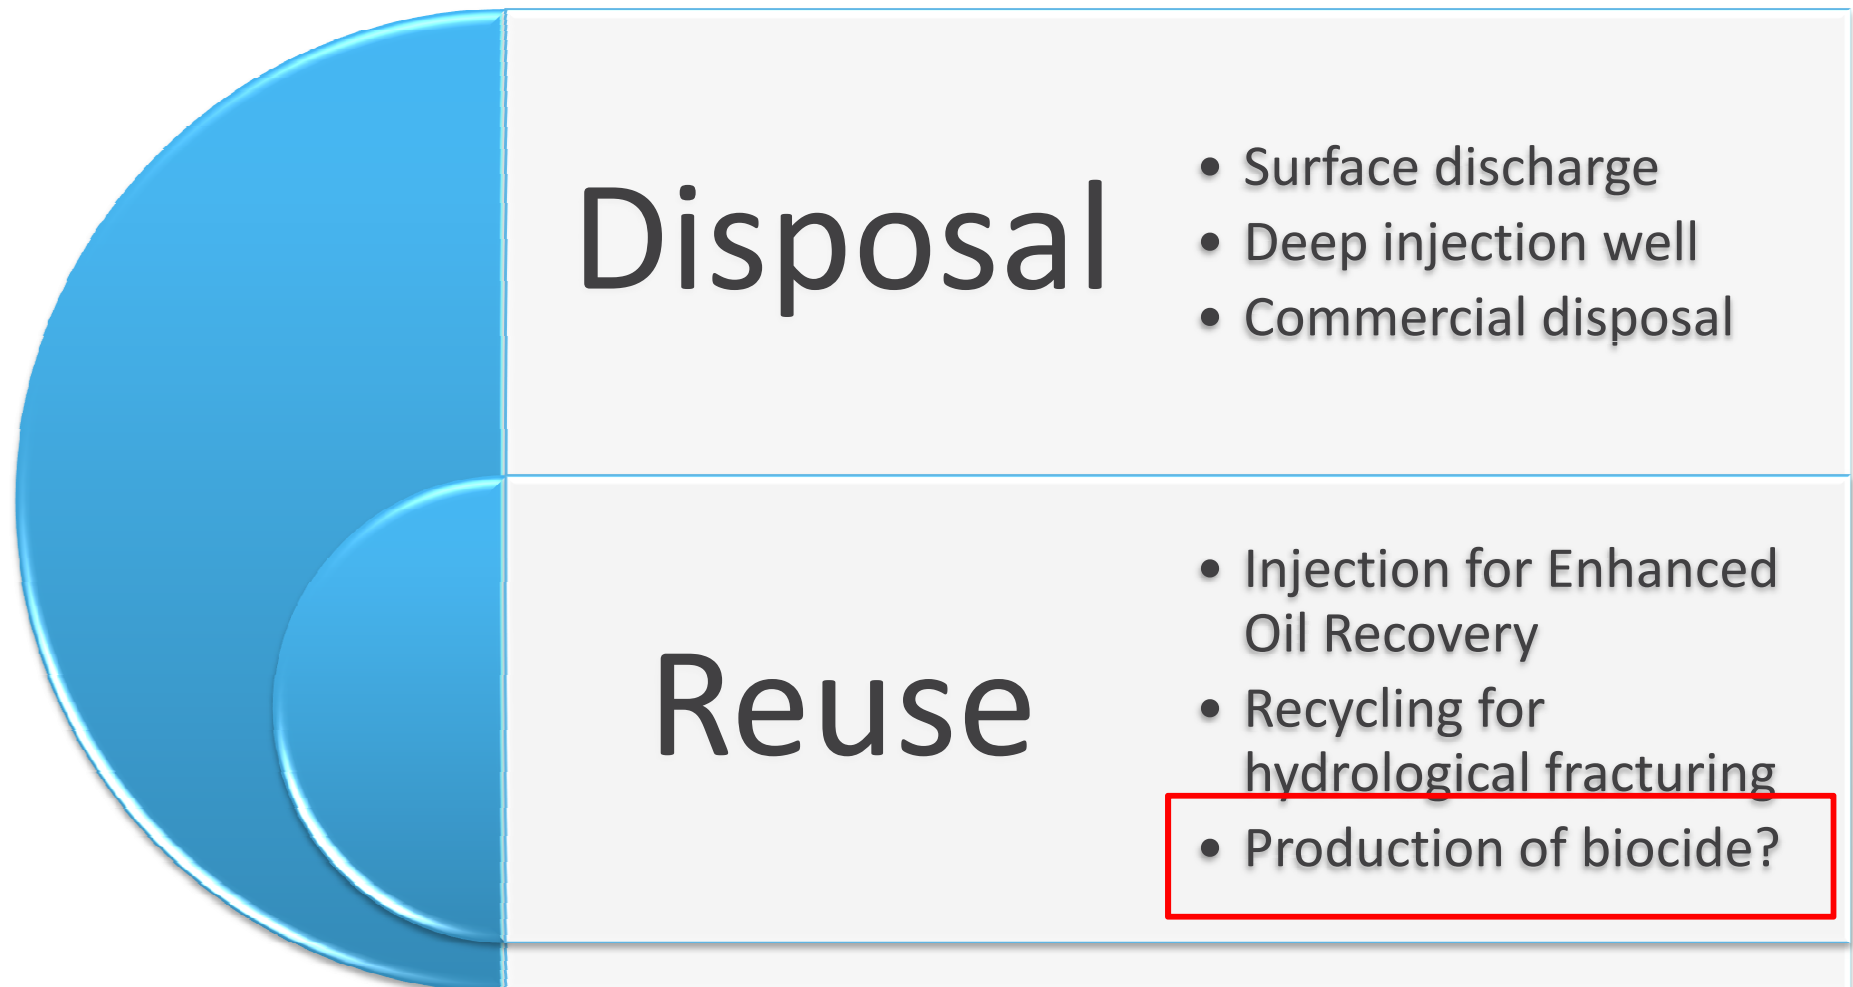 Disposal
• Surface discharge
• Deep injection well
• Commercial disposal
Reuse
• Injection for Enhanced
Oil Recovery
• Recycling for
hydrological fracturing
• Production of biocide?